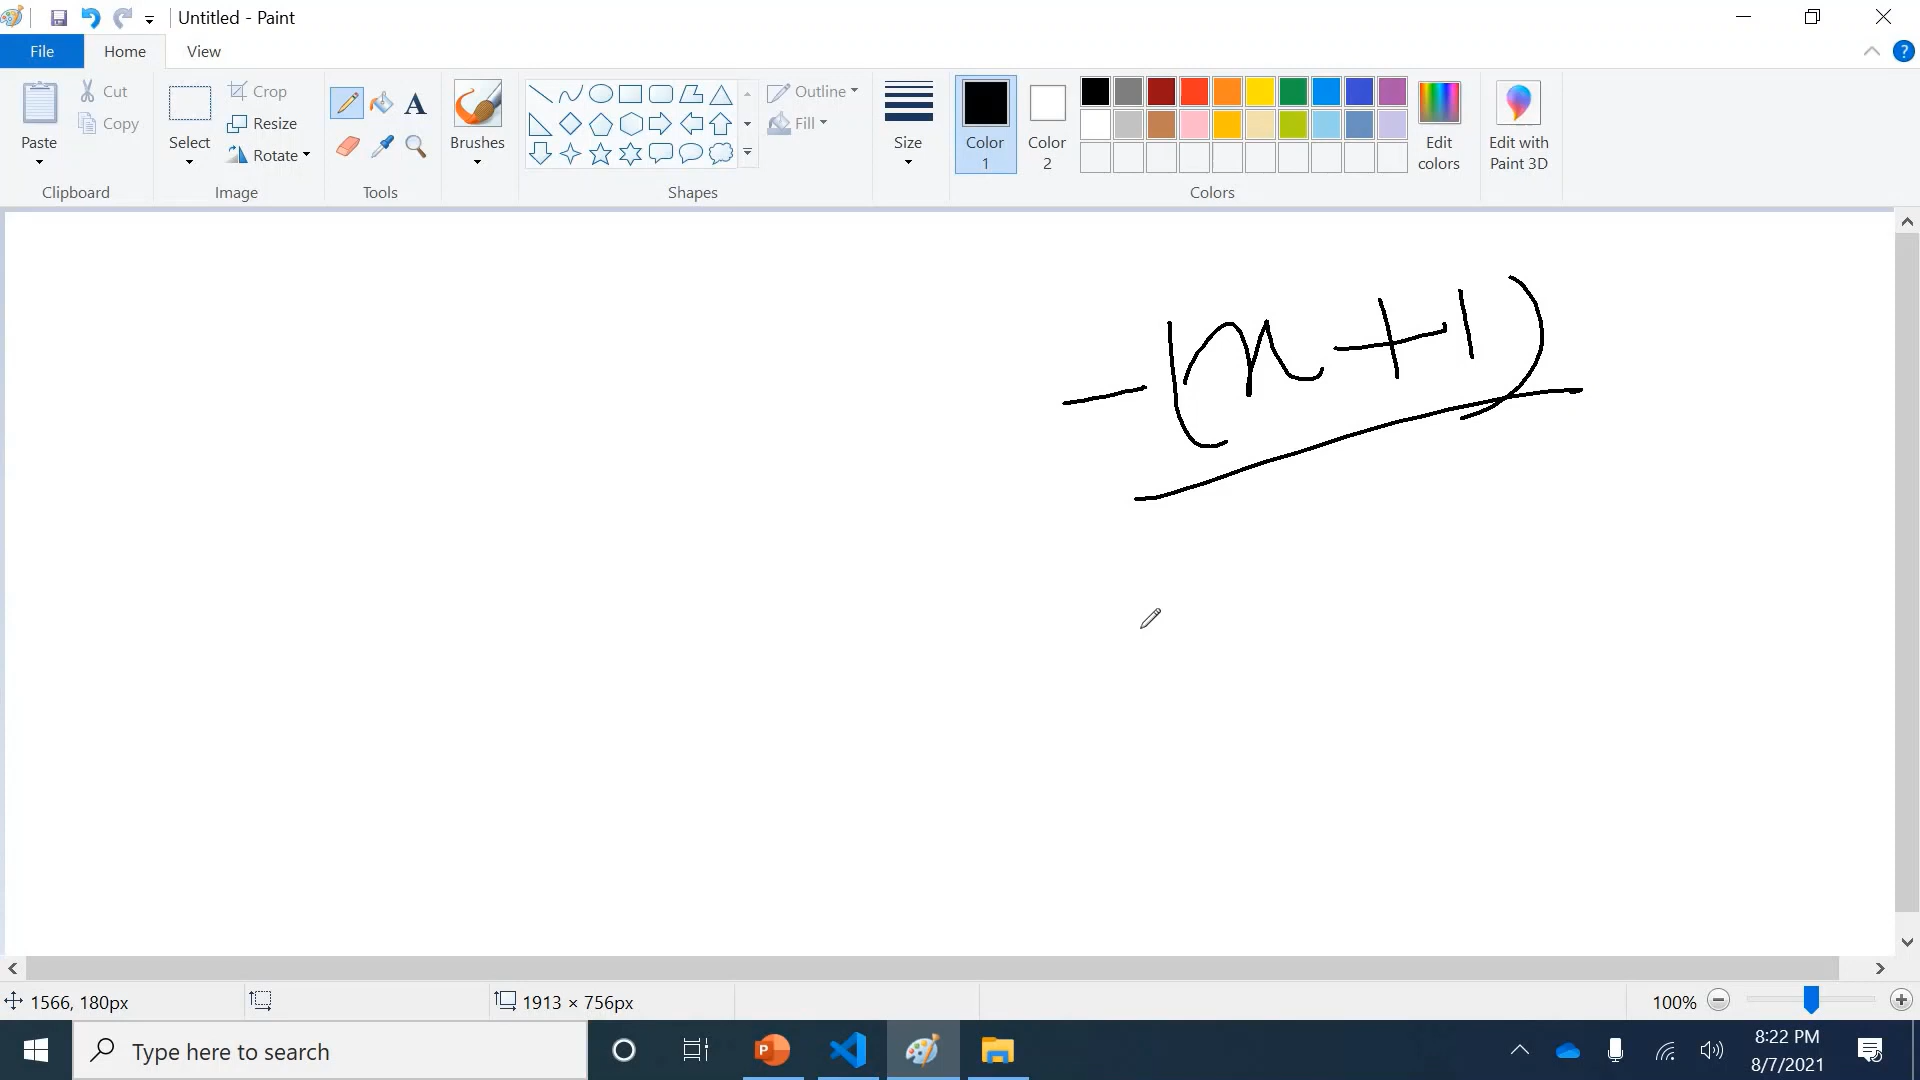 Untitled - Paint
File Home View
Paste
Cut
Copy
Clipboard
Select
Crop
Resize
Rotate
Image
A
Tools
Brushes
Shapes
Outline
Fill
Size
Color 1
Color 2
Colors
Edit colors
Edit with Paint 3D
?
-(x+1)
1566, 180px
1913 × 756px
100%
Type here to search
P
8:22 PM
8/7/2021